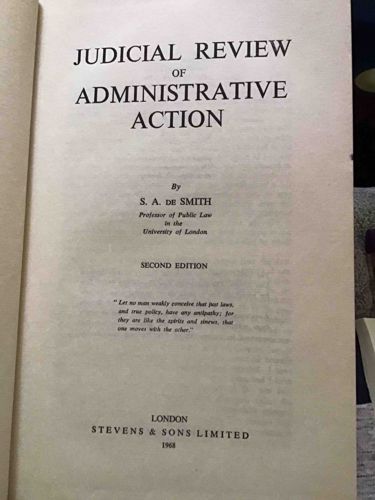 JUDICIAL REVIEW
OF
ADMINISTRATIVE
ACTION
By
S. A. DE SMITH
Professor of Public Law
in the
University of London
SECOND EDITION
"Let no man weakly conceive that just laws,
and true policy, have any antipathy; for
they are like the spirits and sinews, that
one moves with the other."
LONDON
STEVENS & SONS LIMITED
1968